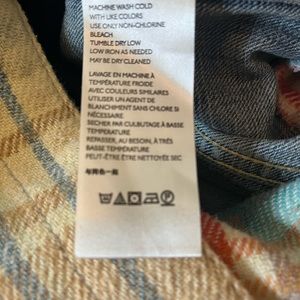 MACHINE WASH COLD
WITH LIKE COLORS
USE ONLY NON-CHLORINE
BLEACH
TUMBLE DRY LOW
LOW IRON AS NEEDED
MAY BE DRY CLEANED
LAVAGE EN MACHINE À
TEMPÉRATURE FROIDE
AVEC COULEURS SIMILAIRES
UTILISER UN AGENT DE
BLANCHIMENT SANS CHLORE SI
NÉCESSAIRE
SÉCHER PAR CULBUTAGE À BASSE
TEMPÉRATURE
REPASSER, AU BESOIN, À TRÈS
BASSE TEMPÉRATURE
PEUT-ÊTRE ÊTRE NETTOYÉE SEC